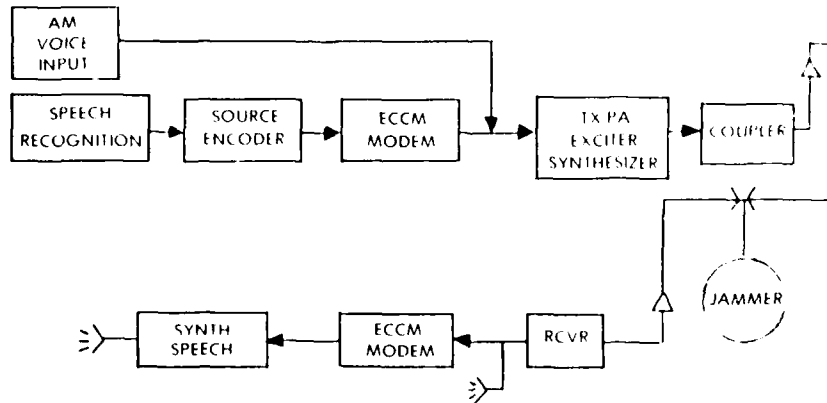 AM
VOICE
INPUT
SPEECH
RECOGNITION
SOURCE
ENCODER
ECCM
MODEM
TX PA
EXCITER
SYNTHESIZER
COUPLER
JAMMER
SYNTH
SPEECH
ECCM
MODEM
RCVR